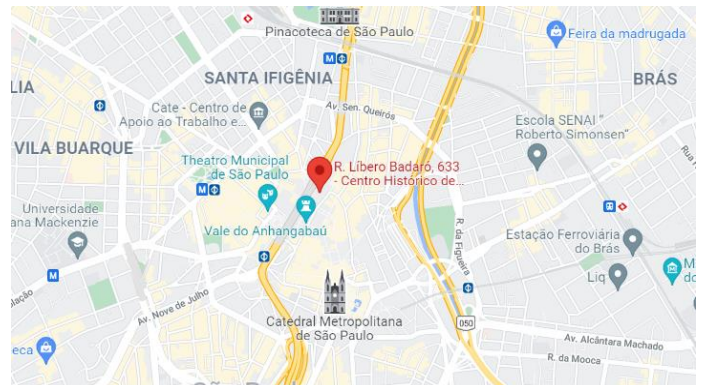 Pinacoteca de São Paulo
Feira da madrugada
LIA
SANTA IFIGÊNIA
BRÁS
M
Cate - Centro de
Apoio ao Trabalho e...
Av. Sen. Queirós
Escola SENAI "
Roberto Simonsen"
VILA BUARQUE
Theatro Municipal
de São Paulo
R. Líbero Badaró, 633
- Centro Histórico de...
M
Universidade
ana Mackenzie
Vale do Anhangabaú
R. da Figueira
Estação Ferroviária
do Brás
M
Liq
M
do
Av. Nove de Julho
Catedral Metropolitana
de São Paulo
050
Av. Alcântara Machado
R. da Mooca
eca